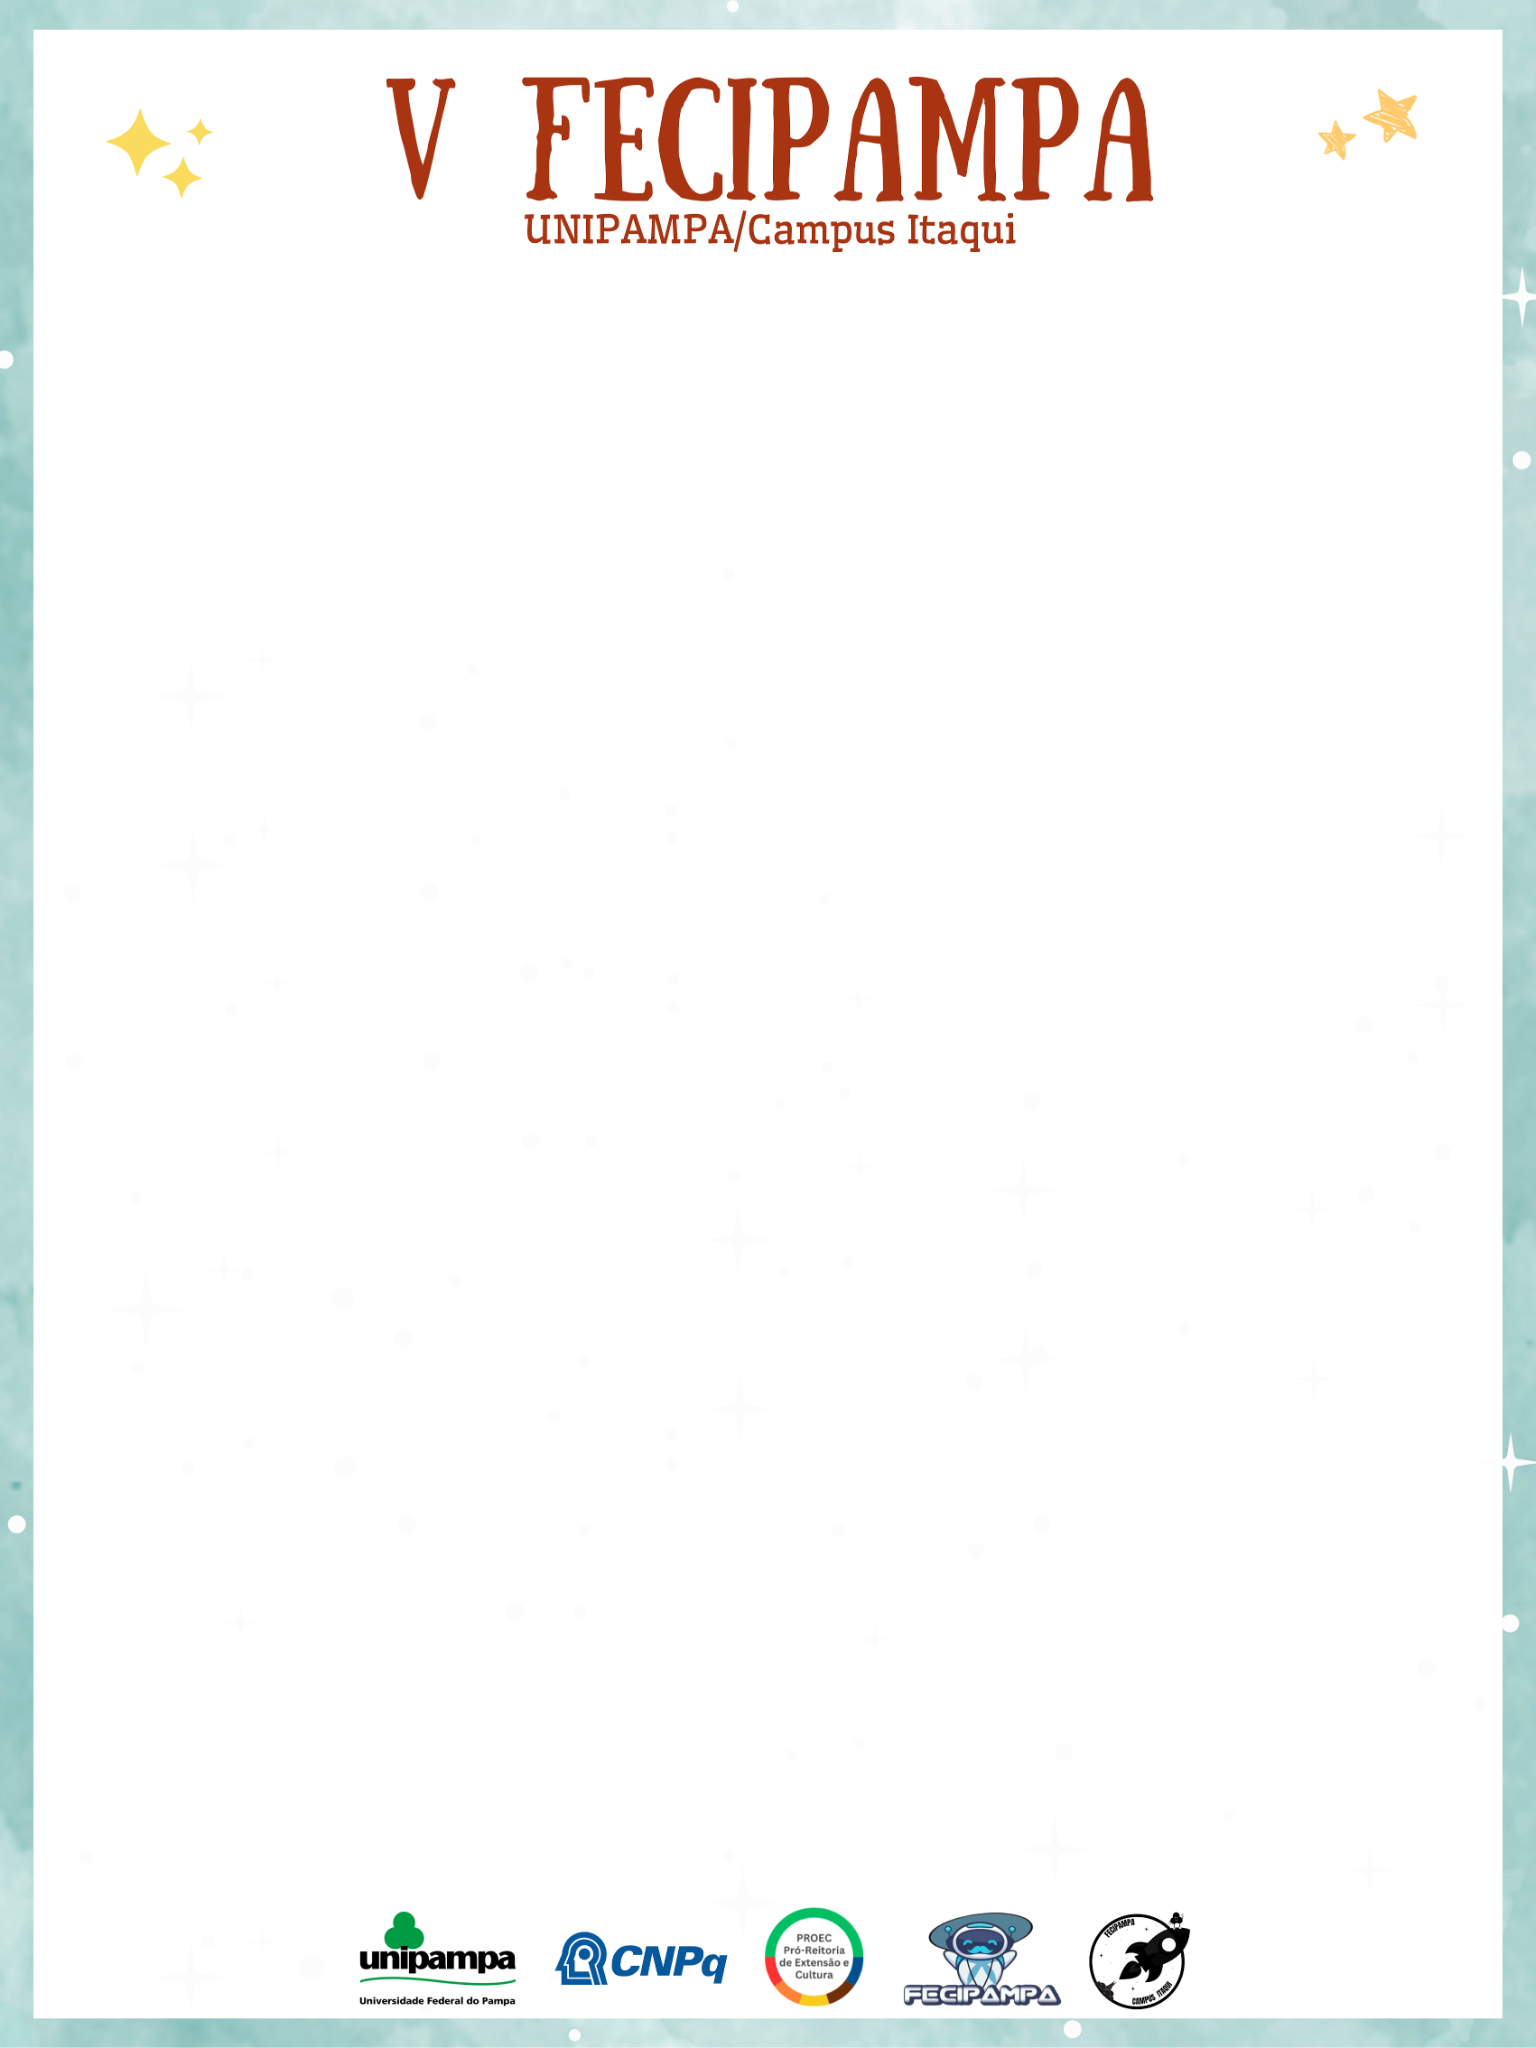 V FECIPAMPA
UNIPAMPA/Campus Itaqui
unipampa
Universidade Federal do Pampa
CNPq
PROEC
Pró-Reitoria
de Extensão e
Cultura
FECIPAMPA
FECIPAMPA
CAMPUS ITAQUI